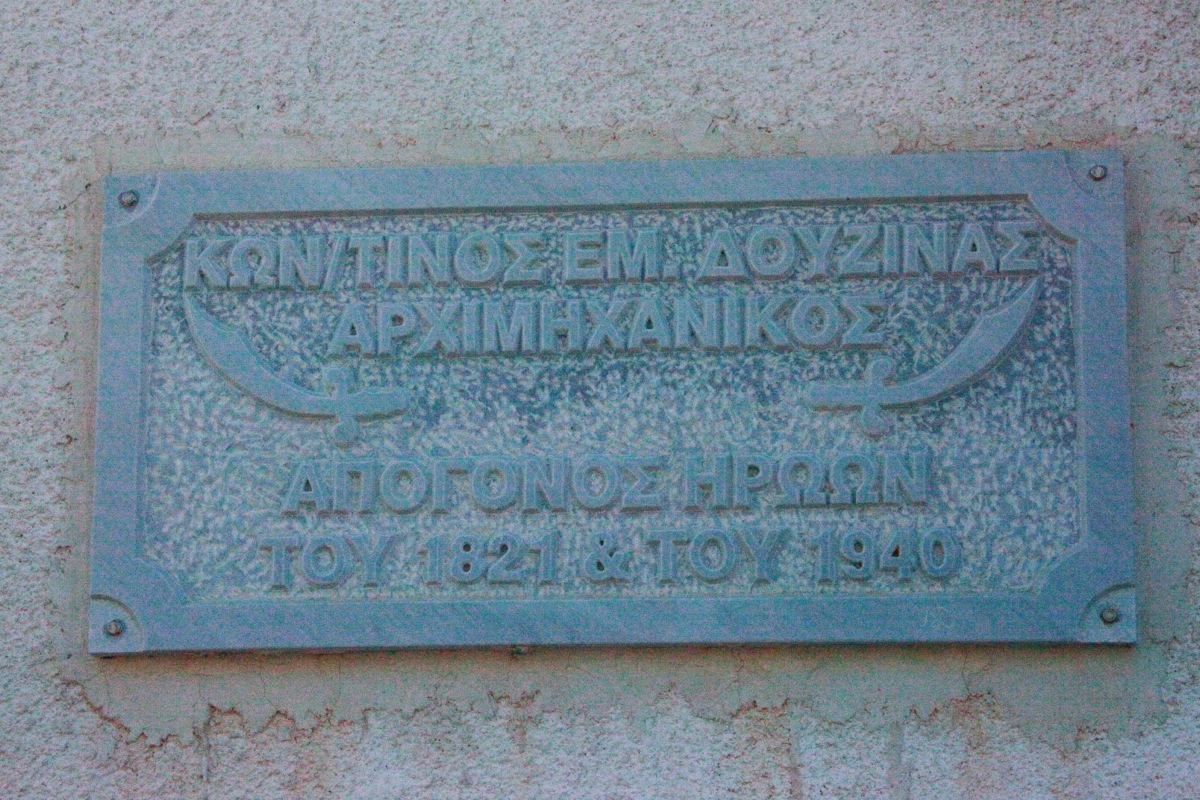 ΚΩΝ/ΤΙΝΟΣ ΕΜ. ΔΟΥΖΙΝΑΣ
ΑΡΧΙΜΗΧΑΝΙΚΟΣ
ΑΠΟΓΟΝΟΣ ΗΡΩΩΝ
ΤΟΥ 1821 & ΤΟΥ 1940